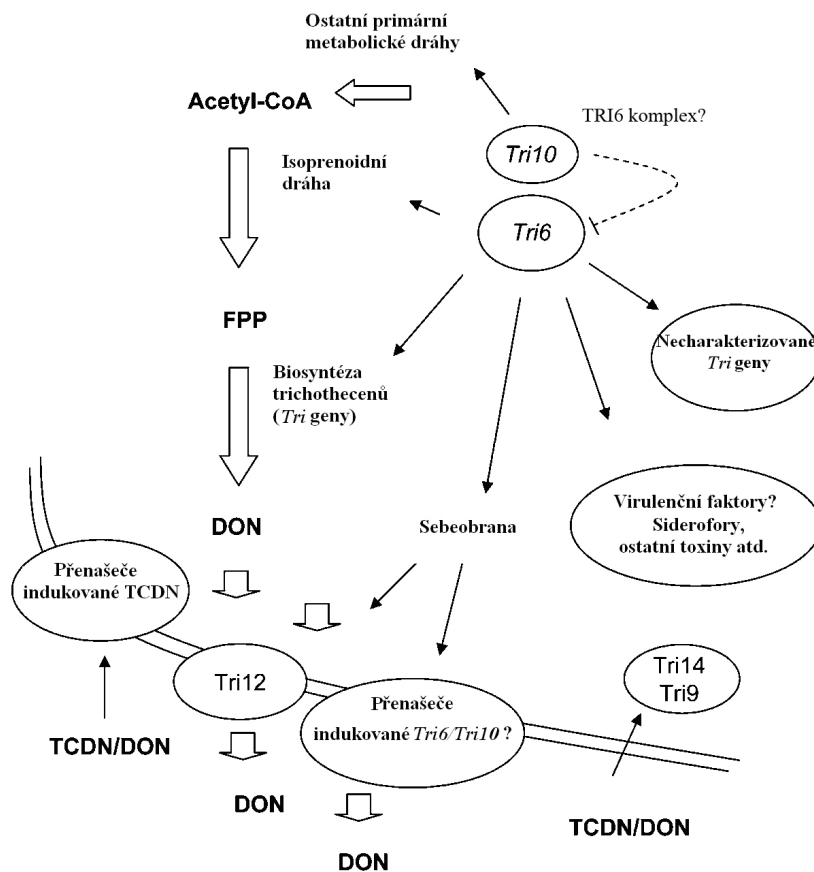 Ostatní primární
metabolické dráhy
Acetyl-CoA
TRI6 komplex?
Tri10
Isoprenoidní
dráha
Tri6
FPP
Necharakterizované
Tri geny
Biosyntéza
trichothecenů
(Tri geny)
Virulenční faktory?
Siderofory,
ostatní toxiny atd.
DON
Sebeobrana
Přenašeče
indukované TCDN
Tri12
Tri14
Tri9
Přenašeče
indukované Tri6/Tri10 ?
TCDN/DON
DON
TCDN/DON
DON